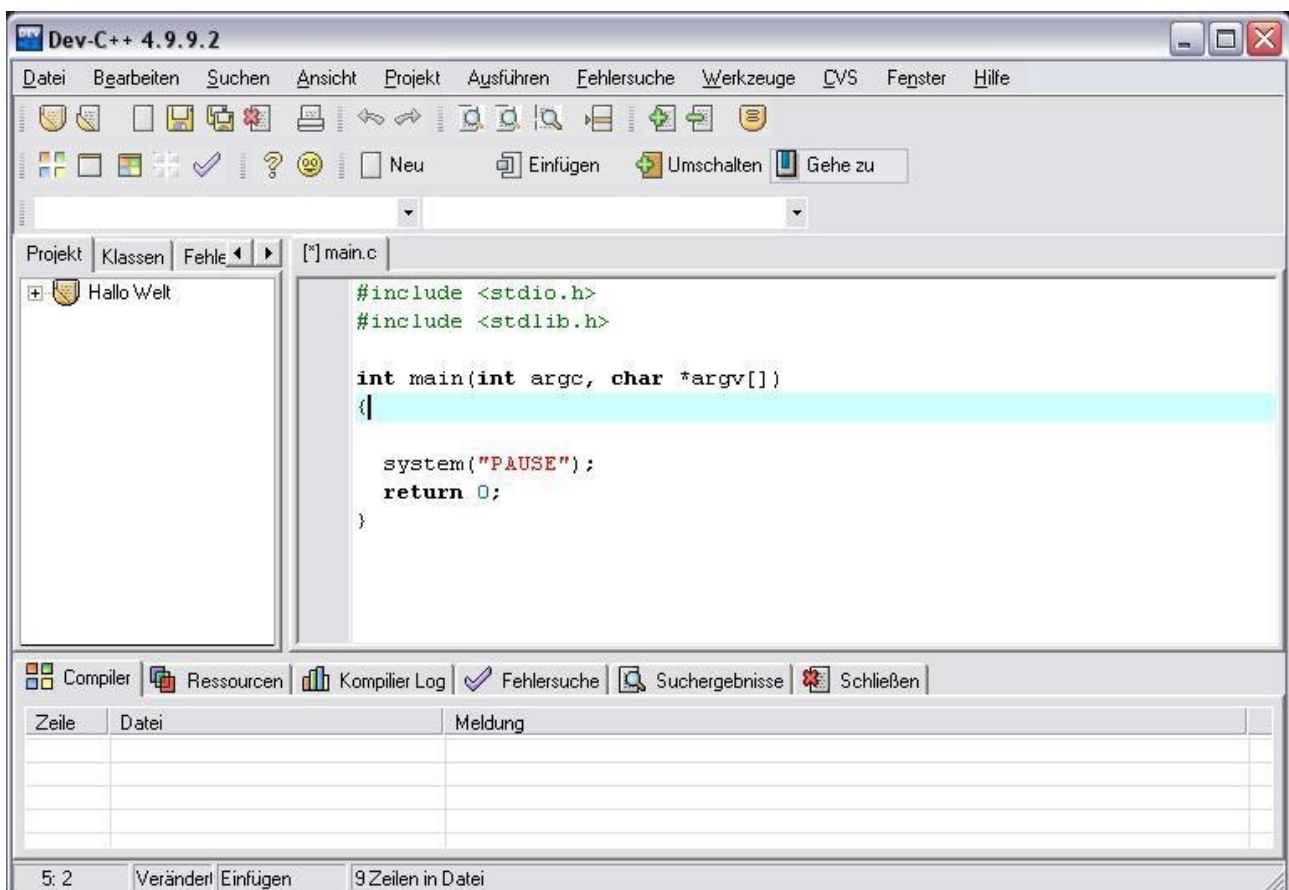 Dev-C++ 4.9.9.2
Datei Bearbeiten Suchen Ansicht Projekt Ausführen Fehlersuche Werkzeuge CVS Fenster Hilfe
Neu Einfügen Umschalten Gehe zu
Projekt Klassen Fehle
[*] main.c
Hallo Welt
#include <stdio.h>
#include <stdlib.h>
int main(int argc, char *argv[])
{
system("PAUSE");
return 0;
}
Compiler Ressourcen Kompilier Log Fehlersuche Suchergebnisse Schließen
Zeile Datei Meldung
5: 2 Verändert Einfügen 9 Zeilen in Datei